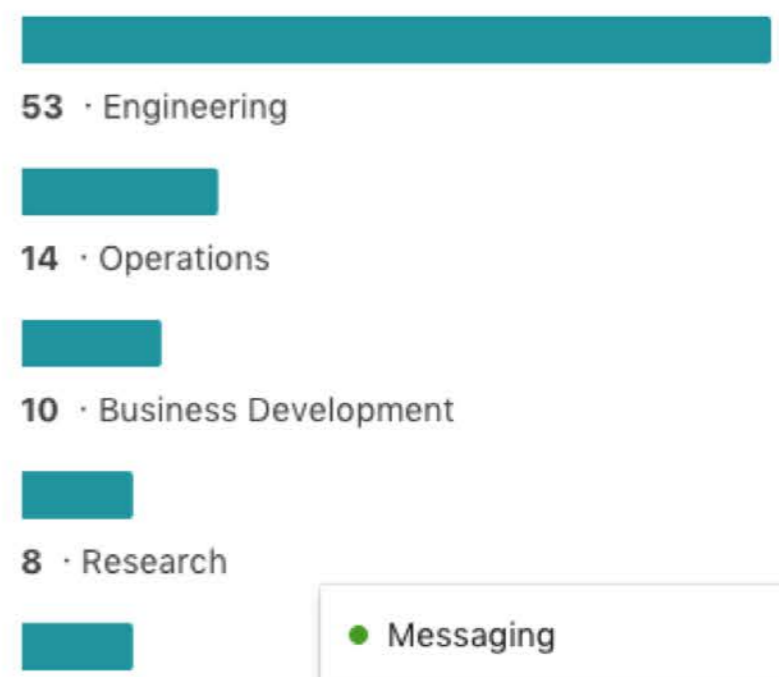 53 · Engineering
14 · Operations
10 · Business Development
8 · Research
Messaging